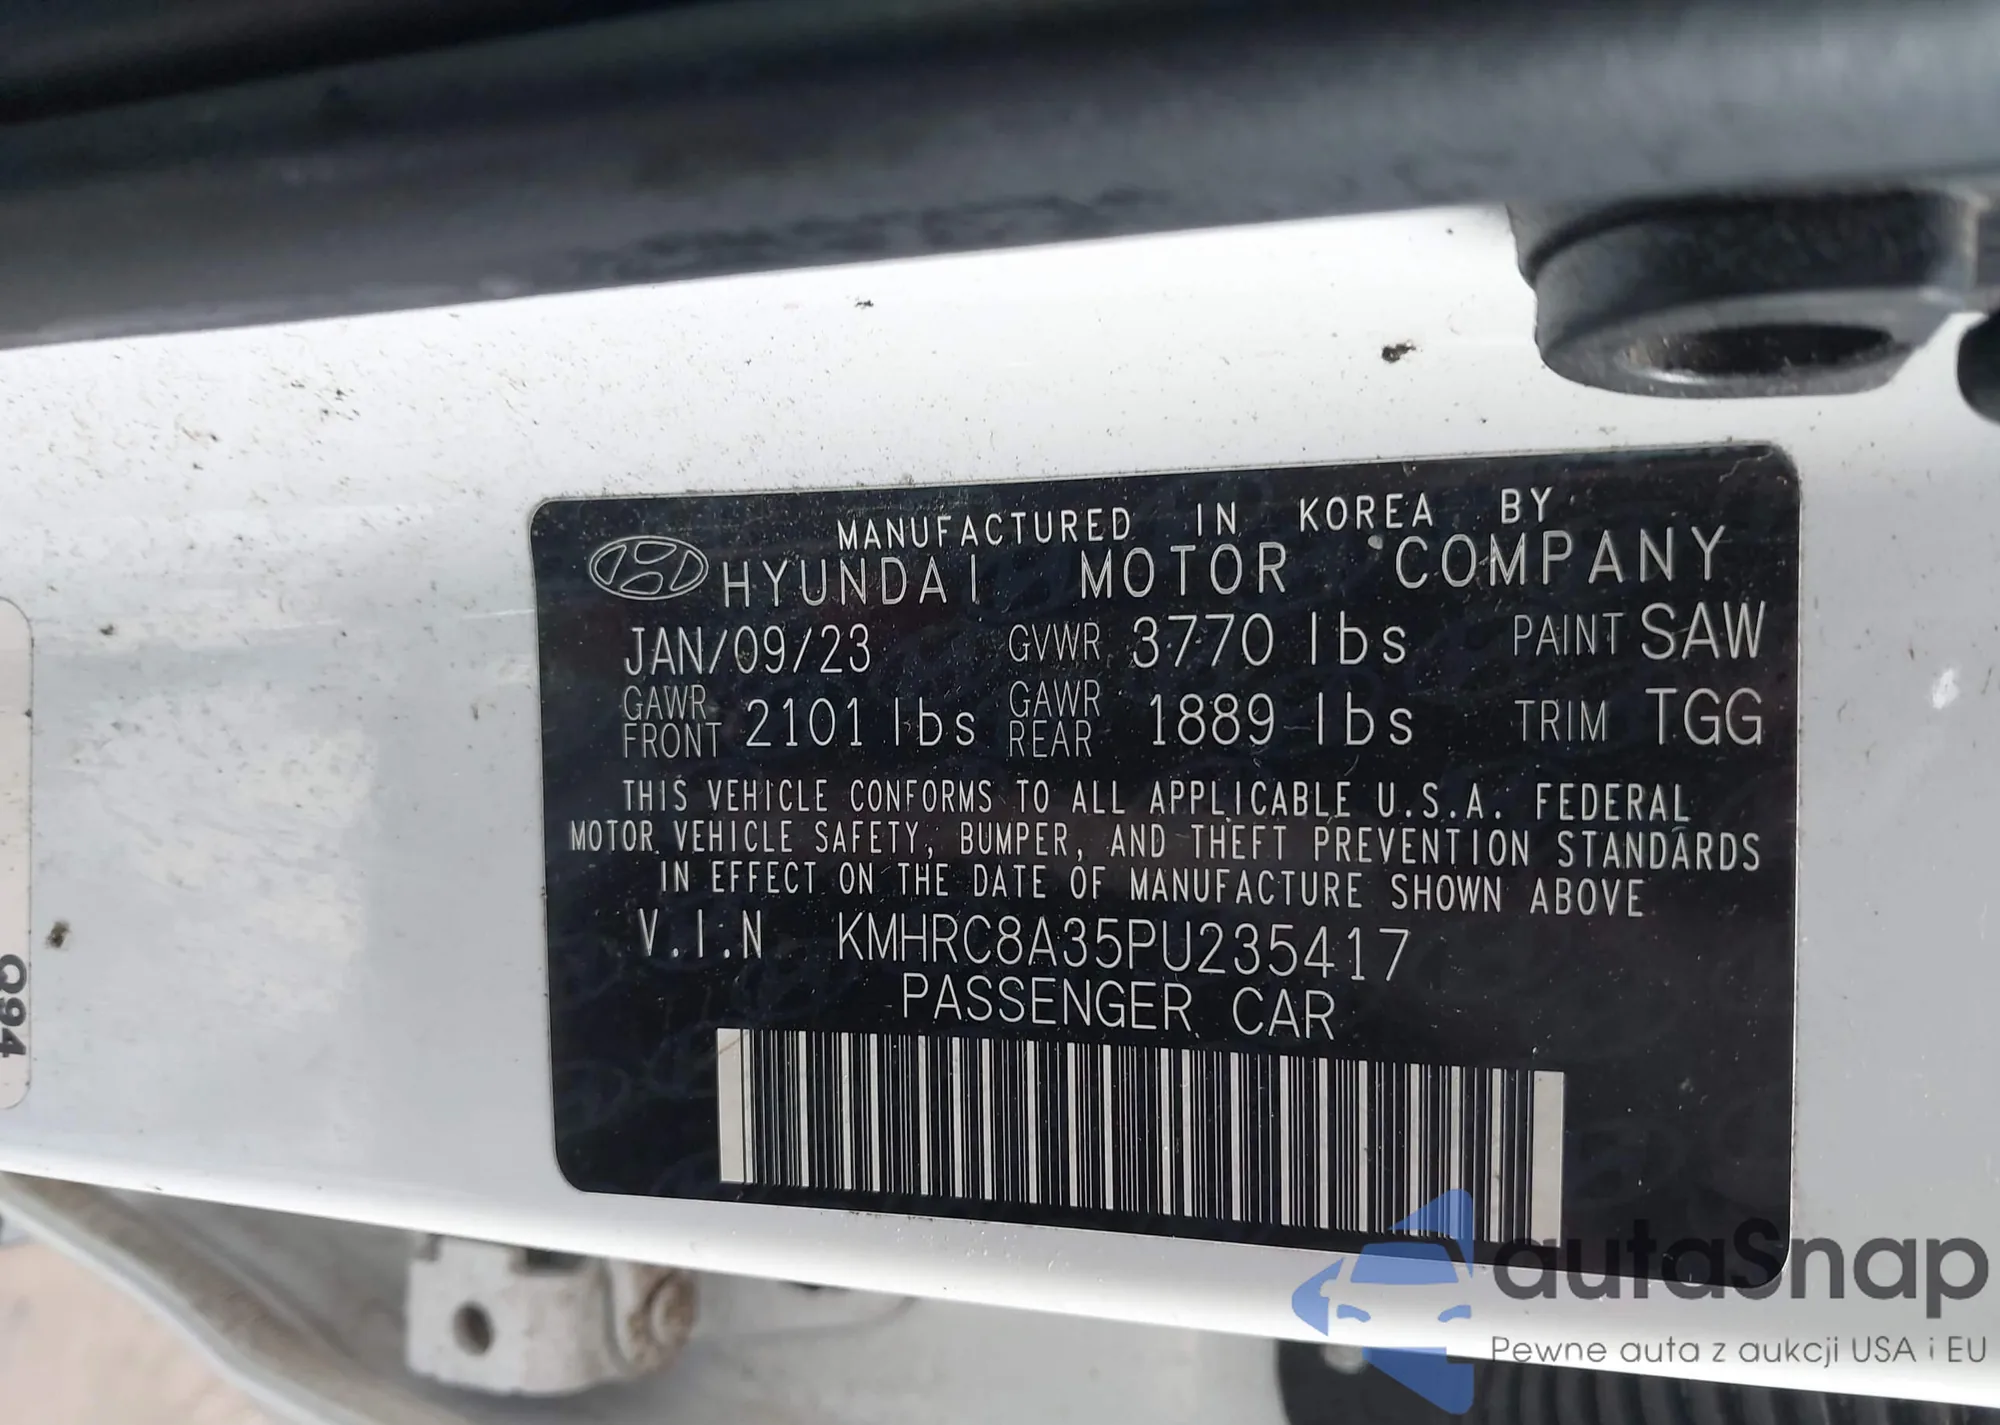 MANUFACTURED IN KOREA BY
HYUNDAI MOTOR COMPANY
JAN/09/23 GVWR 3770 lbs PAINT SAW
GAWR FRONT 2101 lbs GAWR REAR 1889 lbs TRIM TGG
THIS VEHICLE CONFORMS TO ALL APPLICABLE U.S.A. FEDERAL
MOTOR VEHICLE SAFETY, BUMPER, AND THEFT PREVENTION STANDARDS
IN EFFECT ON THE DATE OF MANUFACTURE SHOWN ABOVE
V.I.N KMHRC8A35PU235417
PASSENGER CAR
Q94
autaSnap
Pewne auta z aukcji USA i EU